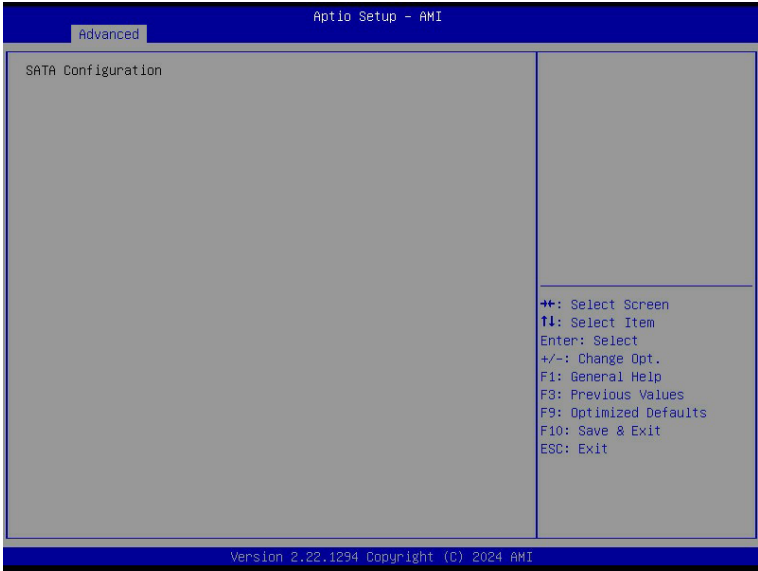 Aptio Setup – AMI
Advanced
SATA Configuration
→←: Select Screen
↑↓: Select Item
Enter: Select
+/-: Change Opt.
F1: General Help
F3: Previous Values
F9: Optimized Defaults
F10: Save & Exit
ESC: Exit
Version 2.22.1294 Copyright (C) 2024 AMI